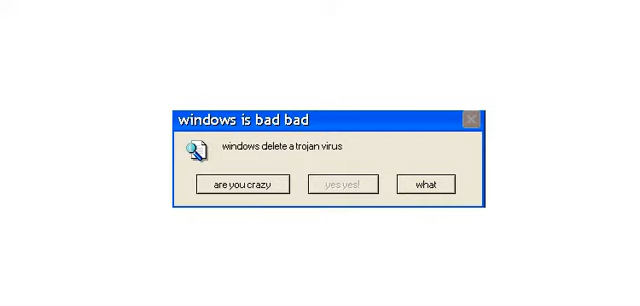 windows is bad bad
windows delete a trojan virus
are you crazy yes yes! what